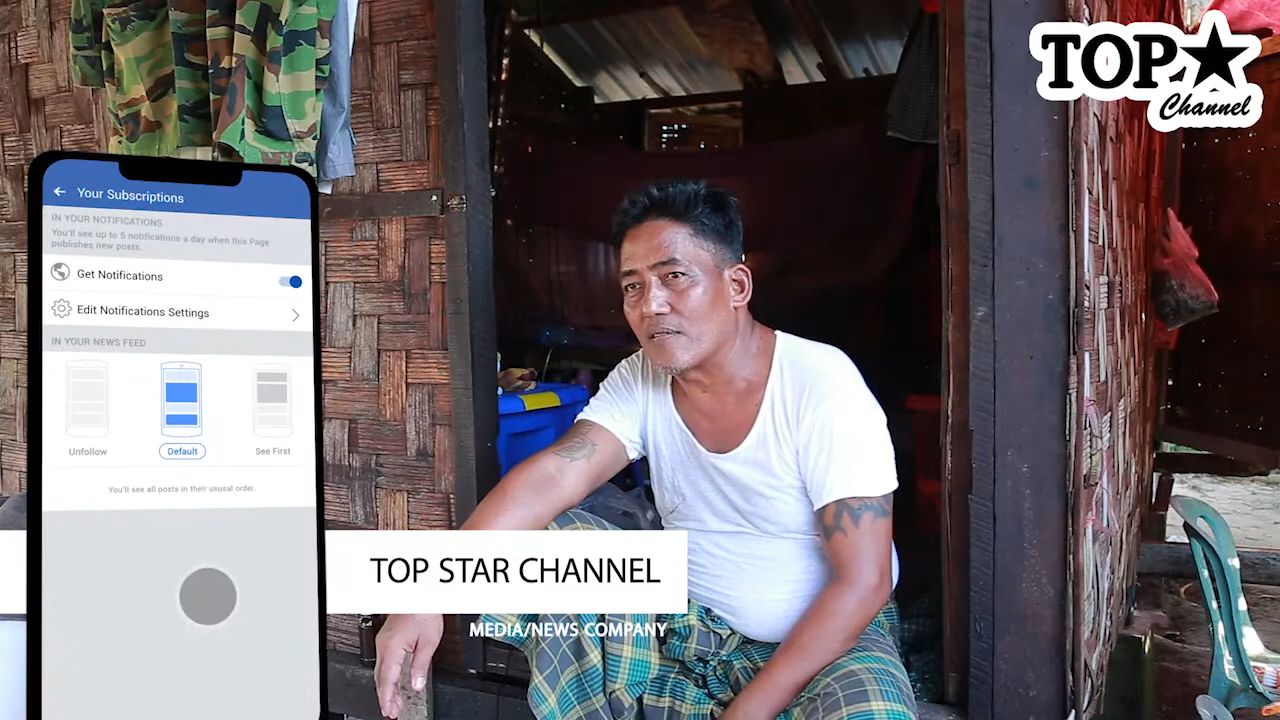 TOP
Channel
Your Subscriptions
IN YOUR NOTIFICATIONS
You'll see up to 5 notifications a day when this Page
publishes new posts.
Get Notifications
Edit Notifications Settings
IN YOUR NEWS FEED
Unfollow
Default
See First
You'll see all posts in their ususal order.
TOP STAR CHANNEL
MEDIA/NEWS COMPANY